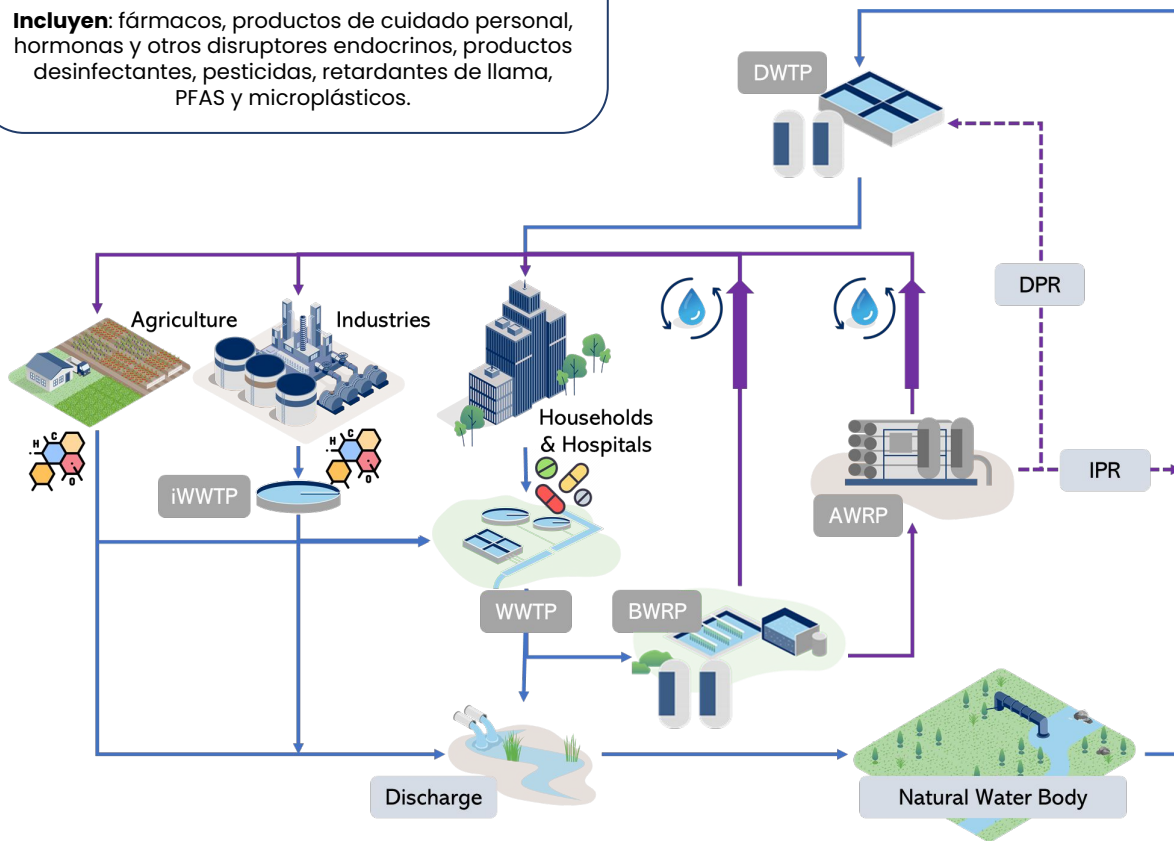 Incluyen: fármacos, productos de cuidado personal,
hormonas y otros disruptores endocrinos, productos
desinfectantes, pesticidas, retardantes de llama,
PFAS y microplásticos.
DWTP
DPR
Agriculture
Industries
Households
& Hospitals
H C
O
H C
O
iWWTP
IPR
AWRP
WWTP
BWRP
Discharge
Natural Water Body